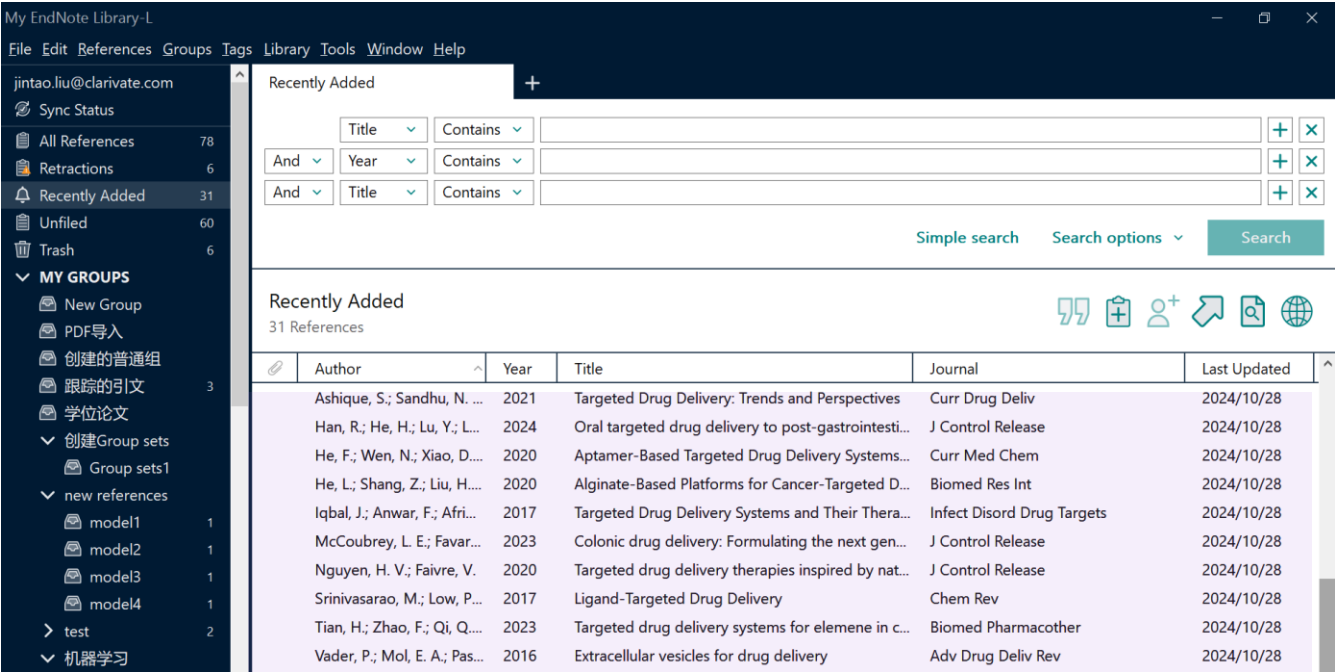 My EndNote Library-L
File Edit References Groups Tags Library Tools Window Help
jintao.liu@clarivate.com
Sync Status
All References 78
Retractions 6
Recently Added 31
Unfiled 60
Trash 6
MY GROUPS
New Group
PDF导入
创建的普通组
跟踪的引文 3
学位论文
创建Group sets
Group sets1
new references
model1 1
model2 1
model3 1
model4 1
test 2
机器学习
Recently Added
Title Contains
And Year Contains
And Title Contains
Simple search Search options Search
Recently Added
31 References
Author Year Title Journal Last Updated
Ashique, S.; Sandhu, N. ... 2021 Targeted Drug Delivery: Trends and Perspectives Curr Drug Deliv 2024/10/28
Han, R.; He, H.; Lu, Y.; L... 2024 Oral targeted drug delivery to post-gastrointesti... J Control Release 2024/10/28
He, F.; Wen, N.; Xiao, D.... 2020 Aptamer-Based Targeted Drug Delivery Systems... Curr Med Chem 2024/10/28
He, L.; Shang, Z.; Liu, H.... 2020 Alginate-Based Platforms for Cancer-Targeted D... Biomed Res Int 2024/10/28
Iqbal, J.; Anwar, F.; Afri... 2017 Targeted Drug Delivery Systems and Their Thera... Infect Disord Drug Targets 2024/10/28
McCoubrey, L. E.; Favar... 2023 Colonic drug delivery: Formulating the next gen... J Control Release 2024/10/28
Nguyen, H. V.; Faivre, V. 2020 Targeted drug delivery therapies inspired by nat... J Control Release 2024/10/28
Srinivasarao, M.; Low, P... 2017 Ligand-Targeted Drug Delivery Chem Rev 2024/10/28
Tian, H.; Zhao, F.; Qi, Q.... 2023 Targeted drug delivery systems for elemene in c... Biomed Pharmacother 2024/10/28
Vader, P.; Mol, E. A.; Pas... 2016 Extracellular vesicles for drug delivery Adv Drug Deliv Rev 2024/10/28